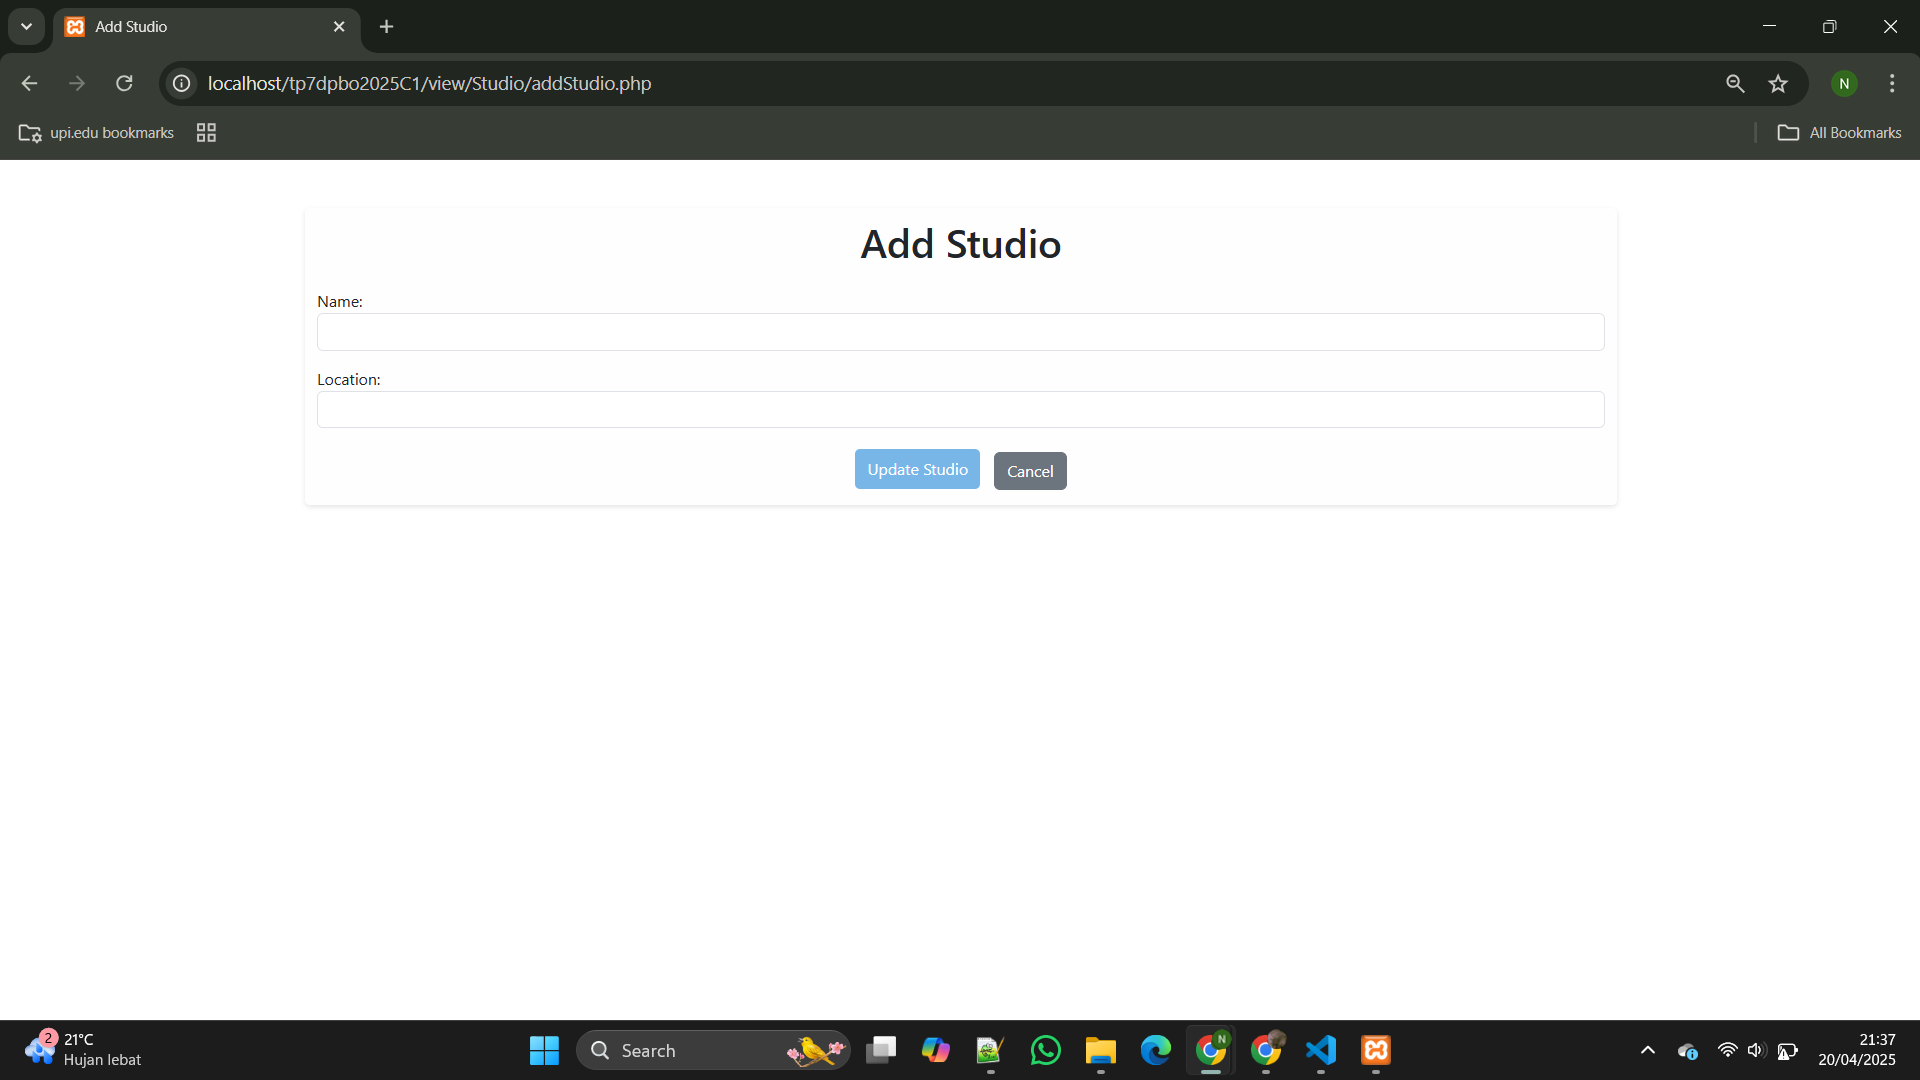 Add Studio
localhost/tp7dpbo2025C1/view/Studio/addStudio.php
N
upi.edu bookmarks
All Bookmarks
Add Studio
Name:
Location:
Update Studio
Cancel
2
21°C
Hujan lebat
Search
N
21:37
20/04/2025